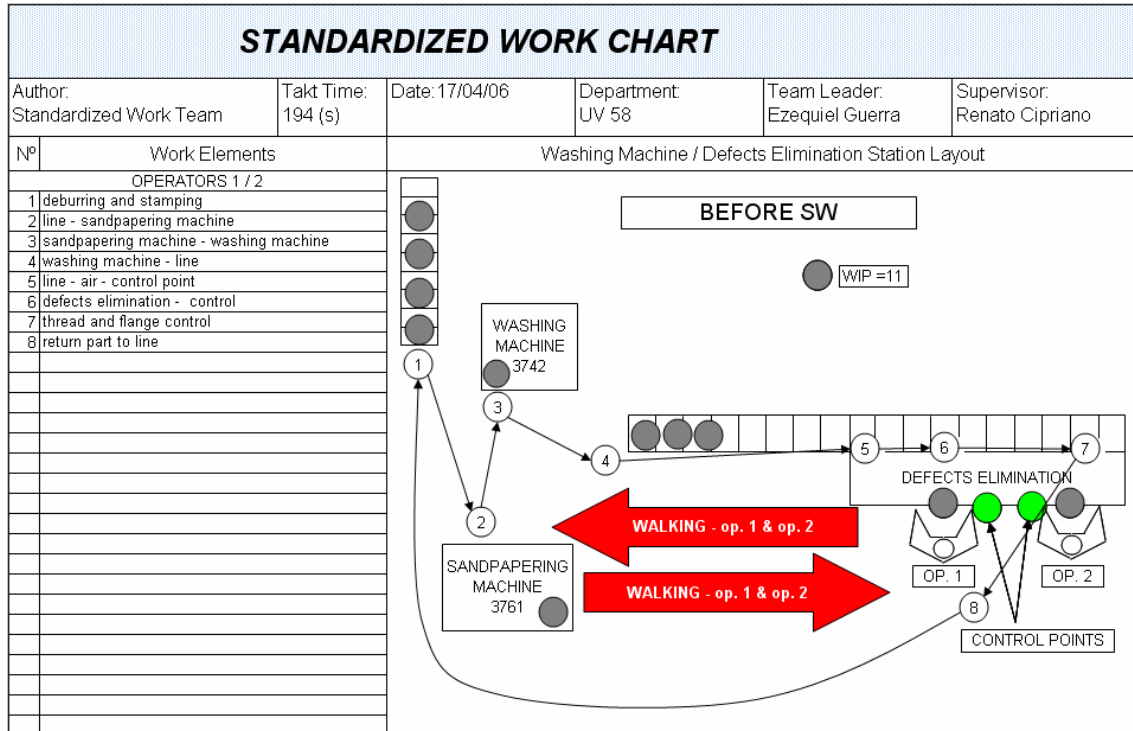 STANDARDIZED WORK CHART
Author:
Standardized Work Team
Takt Time:
194 (s)
Date:17/04/06
Department:
UV 58
Team Leader:
Ezequiel Guerra
Supervisor:
Renato Cipriano
Nº
Work Elements
Washing Machine / Defects Elimination Station Layout
OPERATORS 1 / 2
1 deburring and stamping
2 line - sandpapering machine
3 sandpapering machine - washing machine
4 washing machine - line
5 line - air - control point
6 defects elimination - control
7 thread and flange control
8 return part to line
BEFORE SW
WIP =11
WASHING
MACHINE
3742
1
3
4
5
6
7
DEFECTS ELIMINATION
2
WALKING - op. 1 & op. 2
SANDPAPERING
MACHINE
3761
WALKING - op. 1 & op. 2
OP. 1
OP. 2
8
CONTROL POINTS